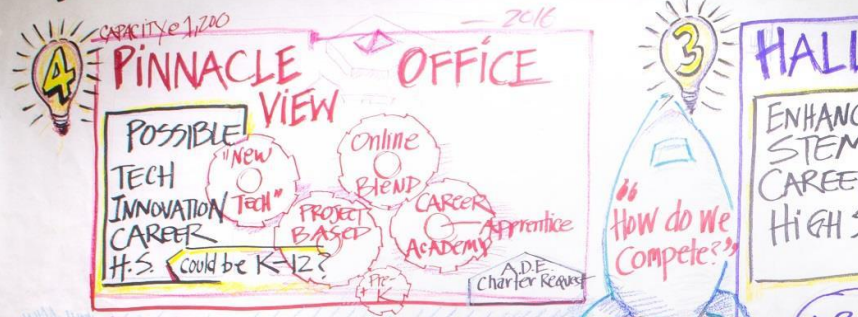 CAPACITY @ 1,200
2016
4
PINNACLE VIEW
OFFICE
POSSIBLE
TECH
INNOVATION
CAREER
H.S.
Could be K-12?
"New
TECH"
Online
BlEND
PROJECT
BASED
CAREER
ACADEMY
Apprentice
Pre-
K
A.D.E.
Charter Request
3
"How do We
Compete?"
HALL
ENHANC
STEM
CAREE
HIGH S